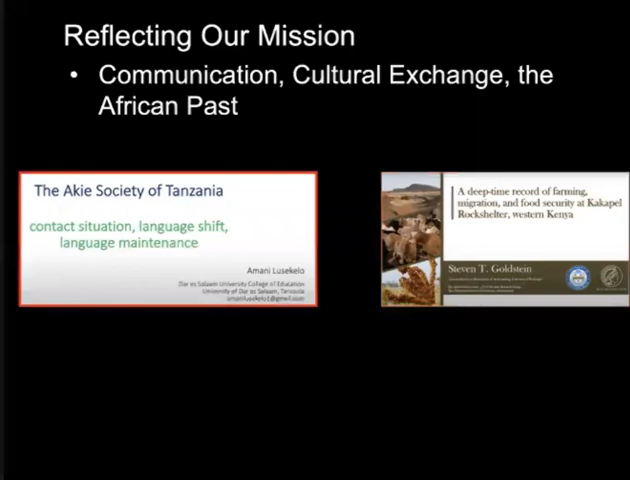 Reflecting Our Mission
• Communication, Cultural Exchange, the
African Past
The Akie Society of Tanzania
contact situation, language shift,
language maintenance
Amani Lusekelo
Dar es Salaam University College of Education
University of Dar es Salaam, Tanzania
A deep-time record of farming,
migration, and food security at Kakapel
Rockshelter, western Kenya
Steven T. Goldstein